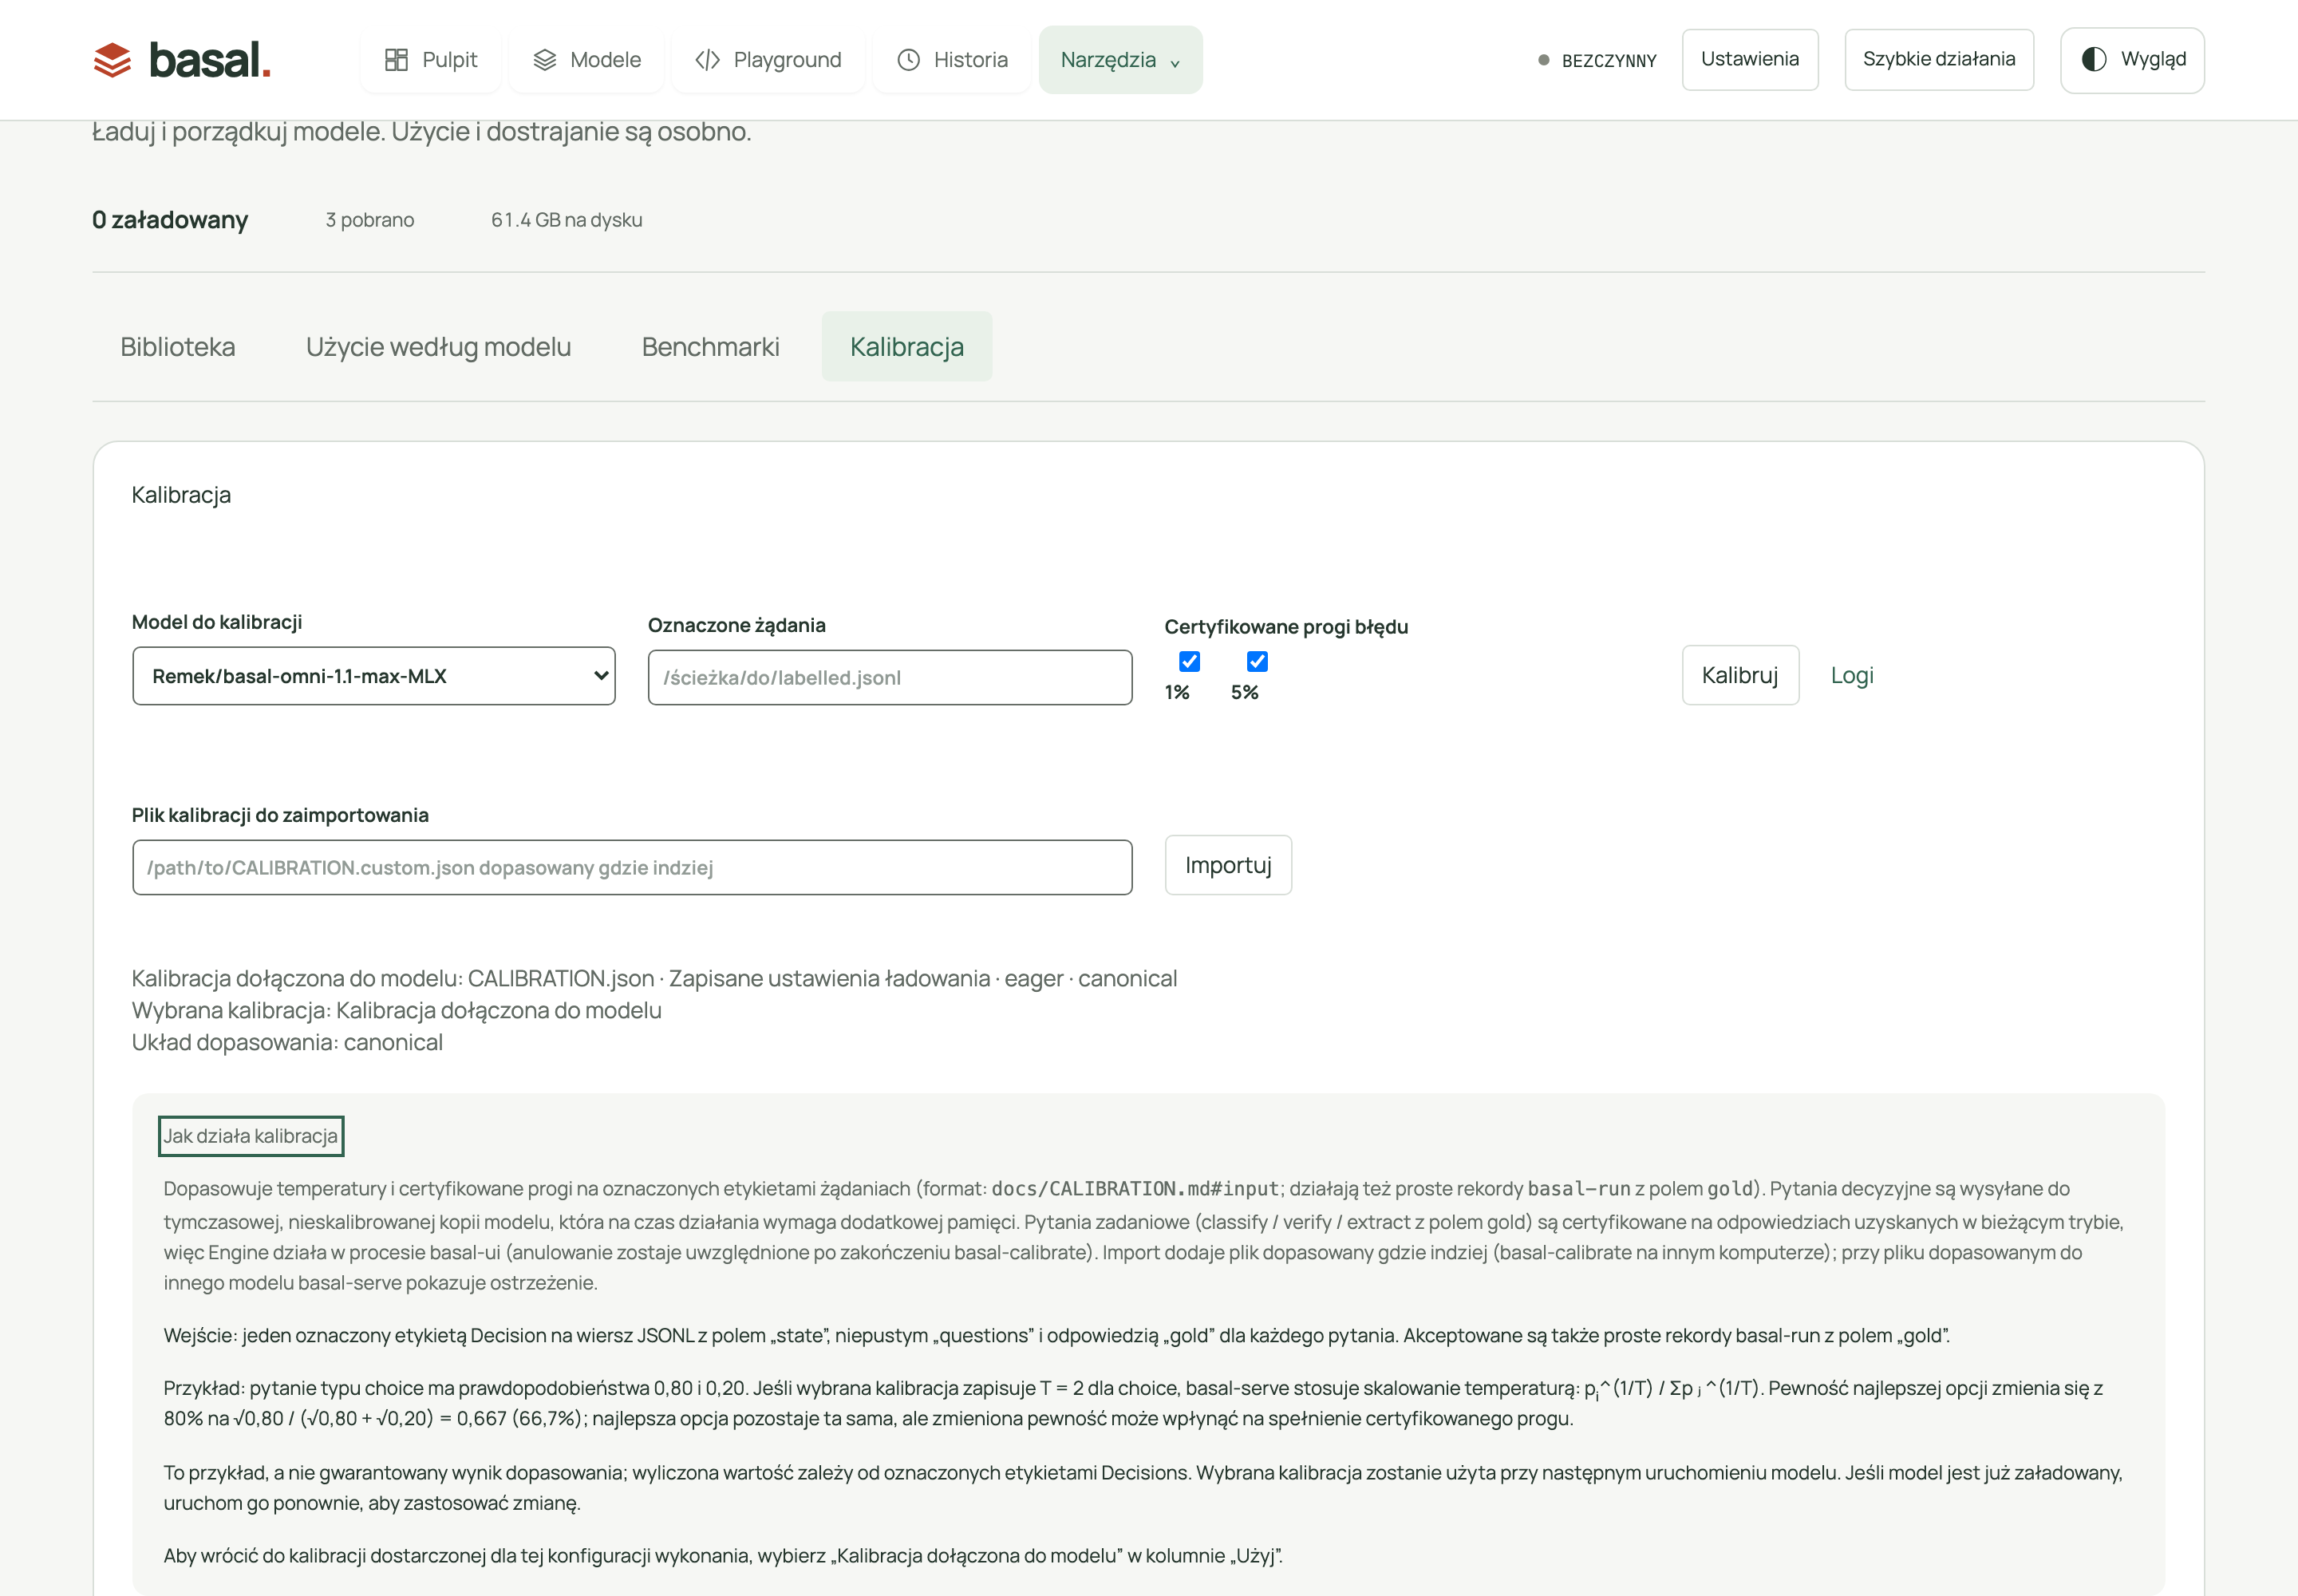 basal.
Pulpit
Modele
Playground
Historia
Narzędzia
BEZCZYNNY
Ustawienia
Szybkie działania
Wygląd
Ładuj i porządkuj modele. Użycie i dostrajanie są osobno.
0 załadowany
3 pobrano
61.4 GB na dysku
Biblioteka
Użycie według modelu
Benchmarki
Kalibracja
Kalibracja
Model do kalibracji
Remek/basal-omni-1.1-max-MLX
Oznaczone żądania
/ścieżka/do/labelled.jsonl
Certyfikowane progi błędu
1%
5%
Kalibruj
Logi
Plik kalibracji do zaimportowania
/path/to/CALIBRATION.custom.json dopasowany gdzie indziej
Importuj
Kalibracja dołączona do modelu: CALIBRATION.json · Zapisane ustawienia ładowania · eager · canonical
Wybrana kalibracja: Kalibracja dołączona do modelu
Układ dopasowania: canonical
Jak działa kalibracja
Dopasowuje temperatury i certyfikowane progi na oznaczonych etykietami żądaniach (format: docs/CALIBRATION.md#input; działają też proste rekordy basal-run z polem gold). Pytania decyzyjne są wysyłane do
tymczasowej, nieskalibrowanej kopii modelu, która na czas działania wymaga dodatkowej pamięci. Pytania zadaniowe (classify / verify / extract z polem gold) są certyfikowane na odpowiedziach uzyskanych w bieżącym trybie,
więc Engine działa w procesie basal-ui (anulowanie zostaje uwzględnione po zakończeniu basal-calibrate). Import dodaje plik dopasowany gdzie indziej (basal-calibrate na innym komputerze); przy pliku dopasowanym do
innego modelu basal-serve pokazuje ostrzeżenie.
Wejście: jeden oznaczony etykietą Decision na wiersz JSONL z polem „state”, niepustym „questions” i odpowiedzią „gold” dla każdego pytania. Akceptowane są także proste rekordy basal-run z polem „gold”.
Przykład: pytanie typu choice ma prawdopodobieństwa 0,80 i 0,20. Jeśli wybrana kalibracja zapisuje T = 2 dla choice, basal-serve stosuje skalowanie temperaturą: pᵢ^(1/T) / Σpⱼ^(1/T). Pewność najlepszej opcji zmienia się z
80% na √0,80 / (√0,80 + √0,20) = 0,667 (66,7%); najlepsza opcja pozostaje ta sama, ale zmieniona pewność może wpłynąć na spełnienie certyfikowanego progu.
To przykład, a nie gwarantowany wynik dopasowania; wyliczona wartość zależy od oznaczonych etykietami Decisions. Wybrana kalibracja zostanie użyta przy następnym uruchomieniu modelu. Jeśli model jest już załadowany,
uruchom go ponownie, aby zastosować zmianę.
Aby wrócić do kalibracji dostarczonej dla tej konfiguracji wykonania, wybierz „Kalibracja dołączona do modelu” w kolumnie „Użyj”.